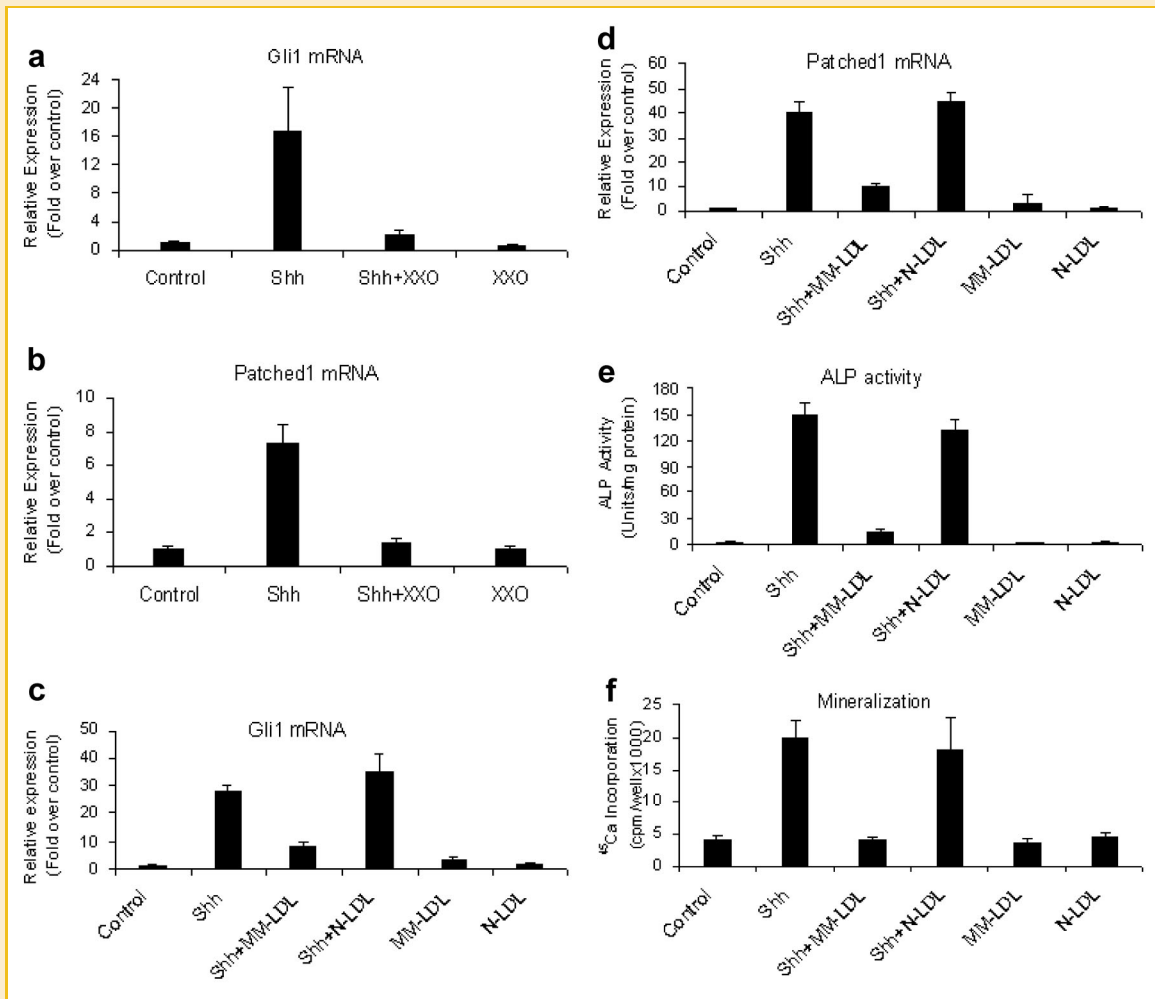 a
Gli1 mRNA
Relative Expression
(Fold over control)
24
20
16
12
8
4
0
Control Shh Shh+XXO XXO
b
Patched1 mRNA
Relative Expression
(Fold over control)
10
8
6
4
2
0
Control Shh Shh+XXO XXO
c
Gli1 mRNA
Relative expression
(Fold over control)
50
40
30
20
10
0
Control Shh Shh+MM-LDL Shh+N-LDL MM-LDL N-LDL
d
Patched1 mRNA
Relative Expression
(Fold over control)
60
50
40
30
20
10
0
Control Shh Shh+MM-LDL Shh+N-LDL MM-LDL N-LDL
e
ALP activity
ALP Activity
(Units/mg protein)
180
150
120
90
60
30
0
Control Shh Shh+MM-LDL Shh+N-LDL MM-LDL N-LDL
f
Mineralization
⁴⁵Ca Incorporation
(cpm/wellx1000)
25
20
15
10
5
0
Control Shh Shh+MM-LDL Shh+N-LDL MM-LDL N-LDL